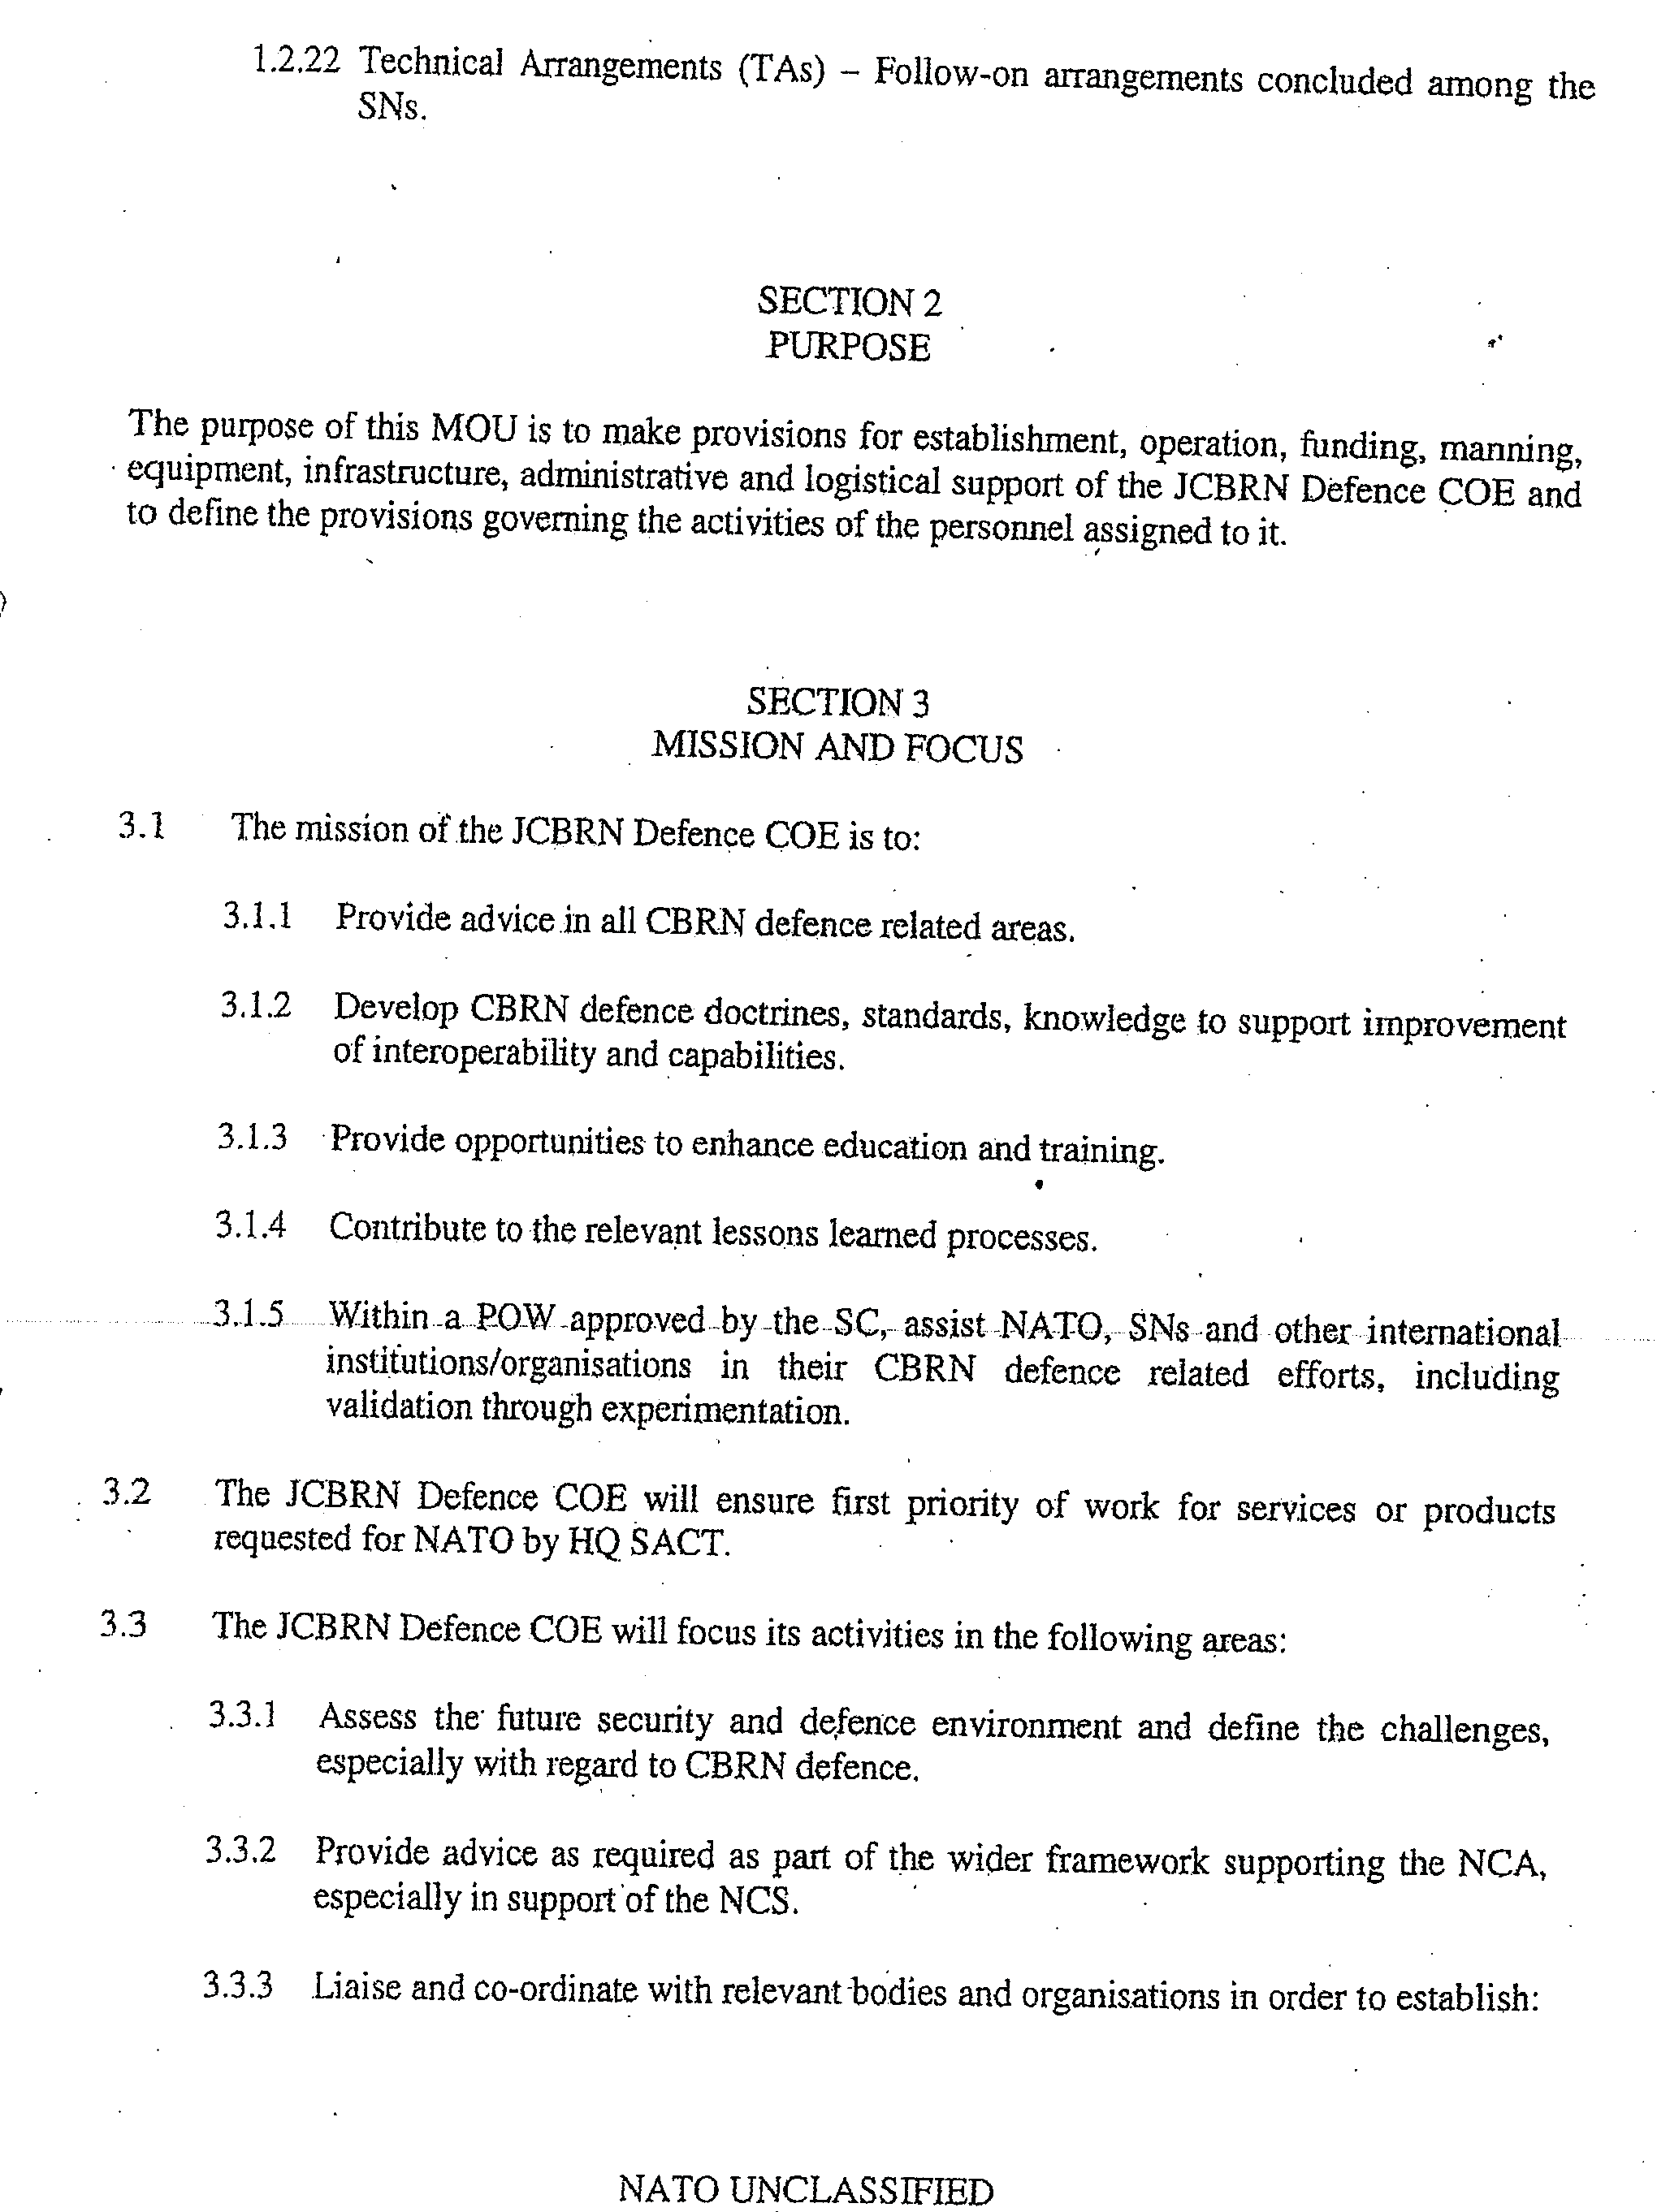 1.2.22 Technical Arrangements (TAs) – Follow-on arrangements concluded among the
SNs.
SECTION 2
PURPOSE
The purpose of this MOU is to make provisions for establishment, operation, funding, manning,
equipment, infrastructure, administrative and logistical support of the JCBRN Defence COE and
to define the provisions governing the activities of the personnel assigned to it.
SECTION 3
MISSION AND FOCUS
3.1 The mission of the JCBRN Defence COE is to:
3.1.1 Provide advice in all CBRN defence related areas.
3.1.2 Develop CBRN defence doctrines, standards, knowledge to support improvement
of interoperability and capabilities.
3.1.3 Provide opportunities to enhance education and training.
3.1.4 Contribute to the relevant lessons learned processes.
3.1.5 Within a POW approved by the SC, assist NATO, SNs and other international
institutions/organisations in their CBRN defence related efforts, including
validation through experimentation.
3.2 The JCBRN Defence COE will ensure first priority of work for services or products
requested for NATO by HQ SACT.
3.3 The JCBRN Defence COE will focus its activities in the following areas:
3.3.1 Assess the future security and defence environment and define the challenges,
especially with regard to CBRN defence.
3.3.2 Provide advice as required as part of the wider framework supporting the NCA,
especially in support of the NCS.
3.3.3 Liaise and co-ordinate with relevant bodies and organisations in order to establish:
NATO UNCLASSIFIED